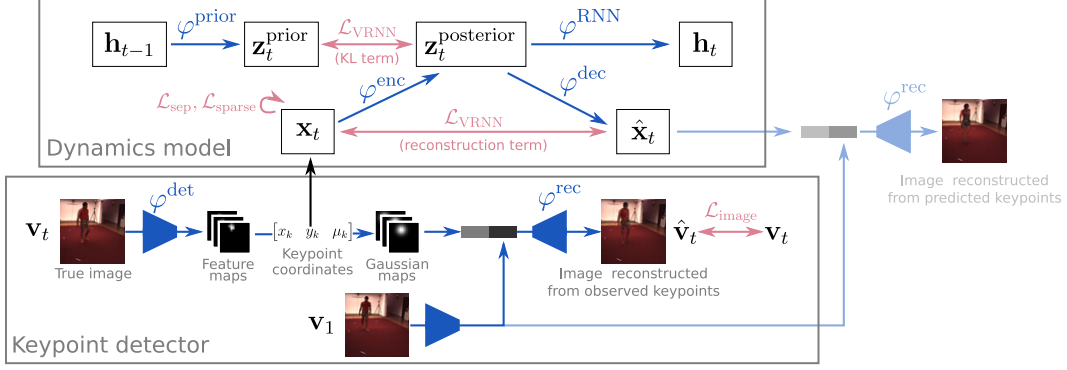 φ^prior
φ^RNN
h_{t−1}
z_t^prior
L_VRNN
(KL term)
z_t^posterior
h_t
φ^enc
φ^dec
L_sep, L_sparse
x_t
L_VRNN
(reconstruction term)
x̂_t
φ^rec
Dynamics model
Image reconstructed
from predicted keypoints
v_t
φ^det
True image
Feature
maps
[x_k y_k μ_k]
Keypoint
coordinates
Gaussian
maps
φ^rec
Image reconstructed
from observed keypoints
v̂_t
L_image
v_t
v_1
Keypoint detector